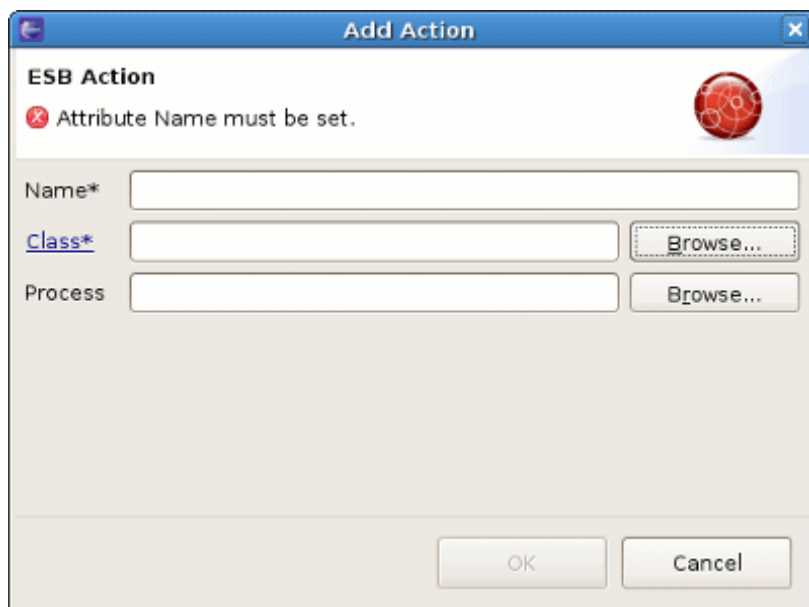 Add Action
ESB Action
Attribute Name must be set.
Name*
Class* Browse...
Process Browse...
OK Cancel